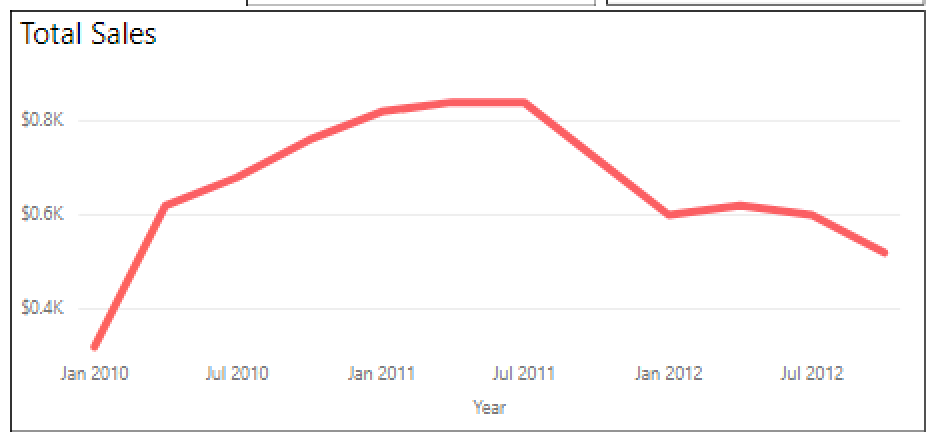 Total Sales
$0.8K
$0.6K
$0.4K
Jan 2010 Jul 2010 Jan 2011 Jul 2011 Jan 2012 Jul 2012
Year